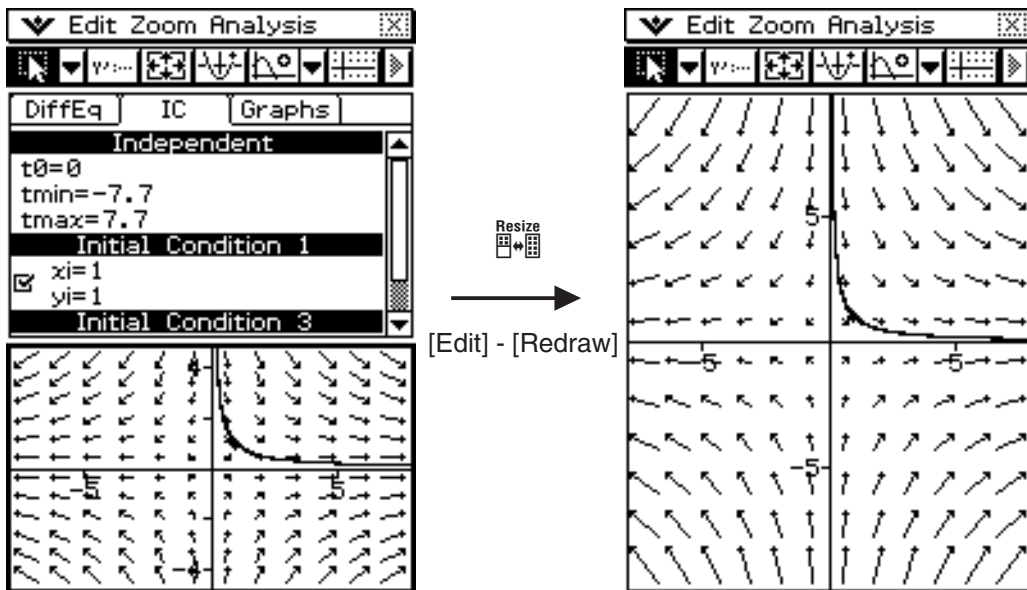 Edit Zoom Analysis
DiffEq IC Graphs
Independent
t0=0
tmin=-7.7
tmax=7.7
Initial Condition 1
xi=1
yi=1
Initial Condition 3
4
-5 5
-4
Resize
[Edit] - [Redraw]
Edit Zoom Analysis
5
-5 5
-5